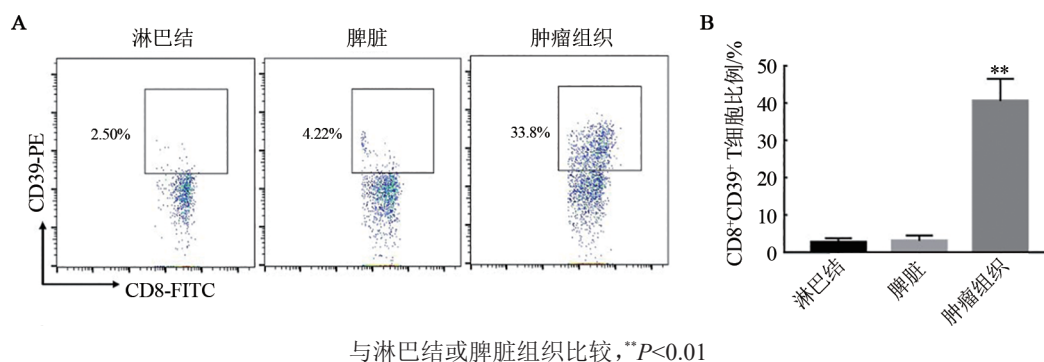 A
淋巴结
脾脏
肿瘤组织
2.50%
4.22%
33.8%
CD39-PE
CD8-FITC
B
**
50
40
30
20
10
0
CD8⁺CD39⁺ T细胞比例/%
淋巴结
脾脏
肿瘤组织
与淋巴结或脾脏组织比较,**P<0.01